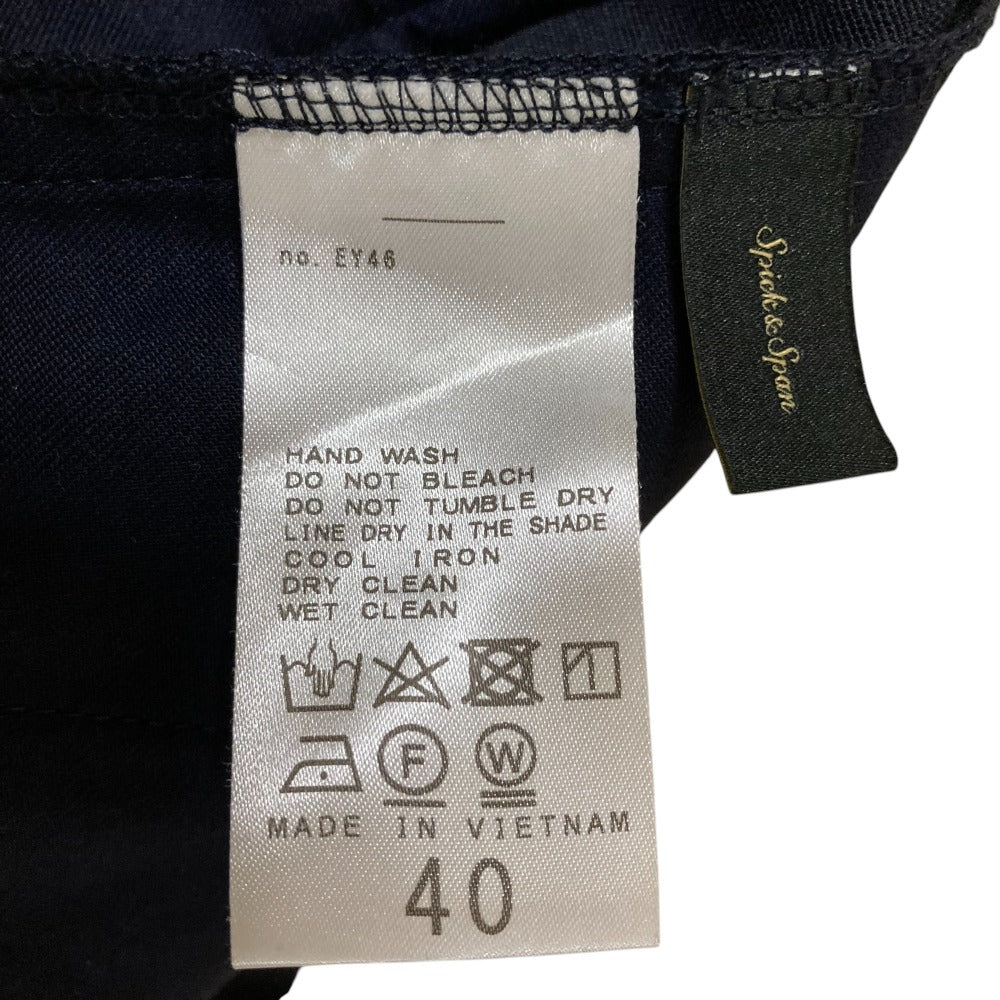 no. EY46
HAND WASH
DO NOT BLEACH
DO NOT TUMBLE DRY
LINE DRY IN THE SHADE
COOL IRON
DRY CLEAN
WET CLEAN
F W
MADE IN VIETNAM
40
Spick & Span